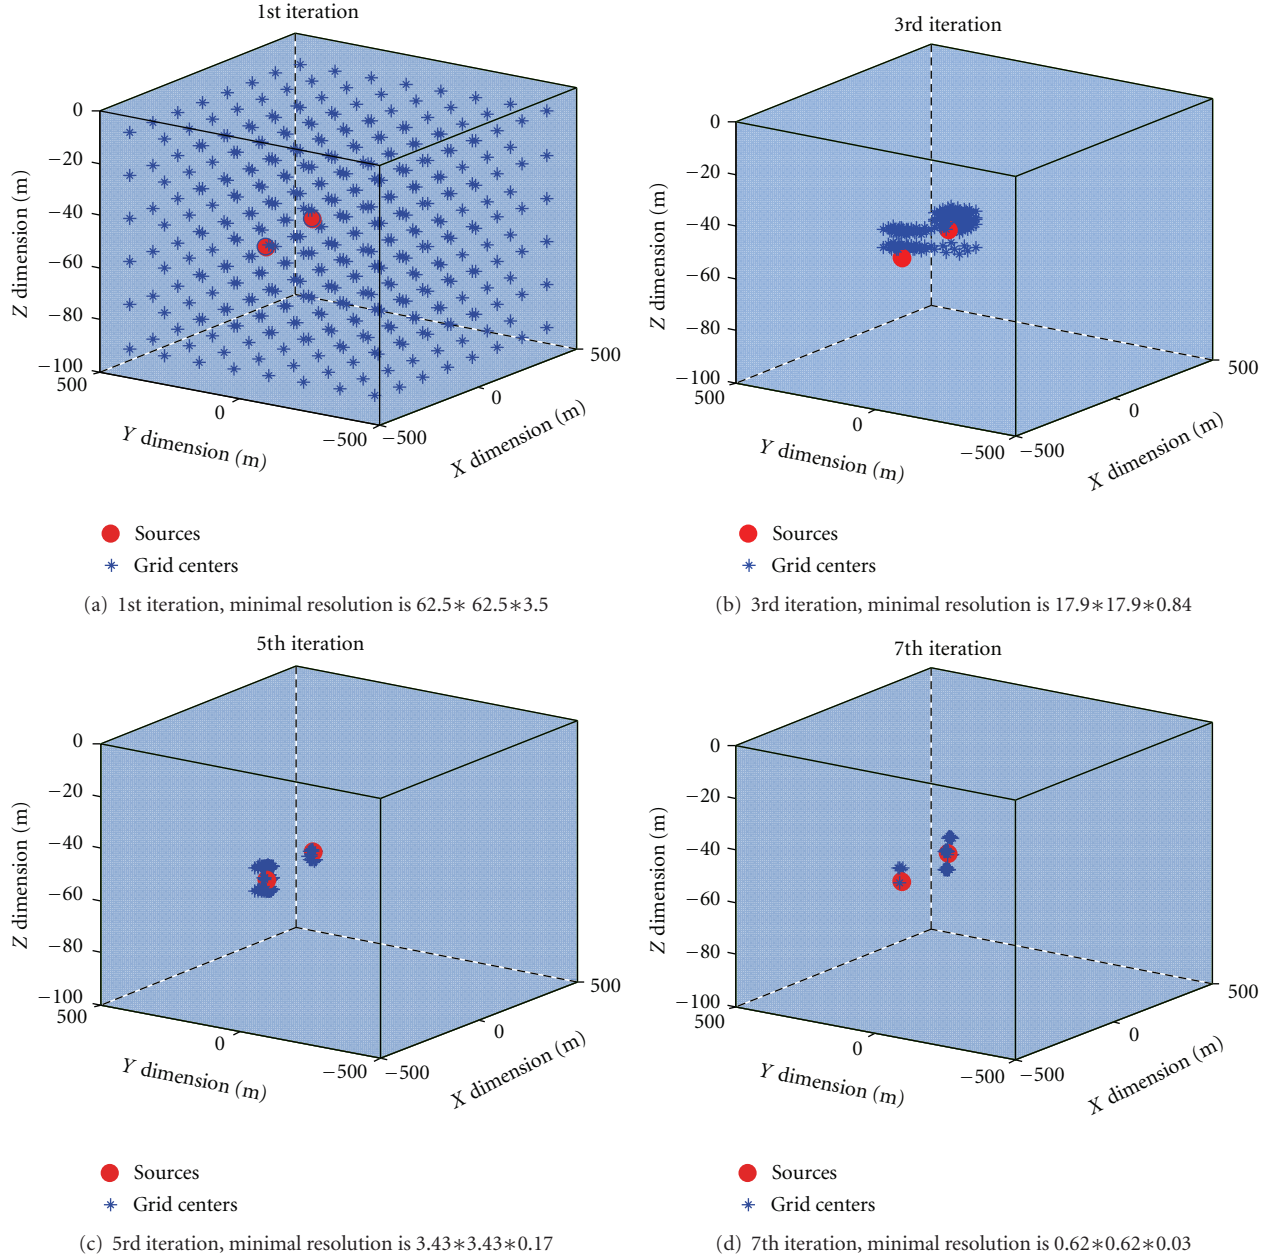 1st iteration
0
−20
−40
−60
−80
−100
Z dimension (m)
500
0
−500
Y dimension (m)
−500
0
500
X dimension (m)
Sources
Grid centers
(a) 1st iteration, minimal resolution is 62.5∗ 62.5∗3.5
3rd iteration
0
−20
−40
−60
−80
−100
Z dimension (m)
500
0
−500
Y dimension (m)
−500
0
500
X dimension (m)
Sources
Grid centers
(b) 3rd iteration, minimal resolution is 17.9∗17.9∗0.84
5th iteration
0
−20
−40
−60
−80
−100
Z dimension (m)
500
0
−500
Y dimension (m)
−500
0
500
X dimension (m)
Sources
Grid centers
(c) 5rd iteration, minimal resolution is 3.43∗3.43∗0.17
7th iteration
0
−20
−40
−60
−80
−100
Z dimension (m)
500
0
−500
Y dimension (m)
−500
0
500
X dimension (m)
Sources
Grid centers
(d) 7th iteration, minimal resolution is 0.62∗0.62∗0.03